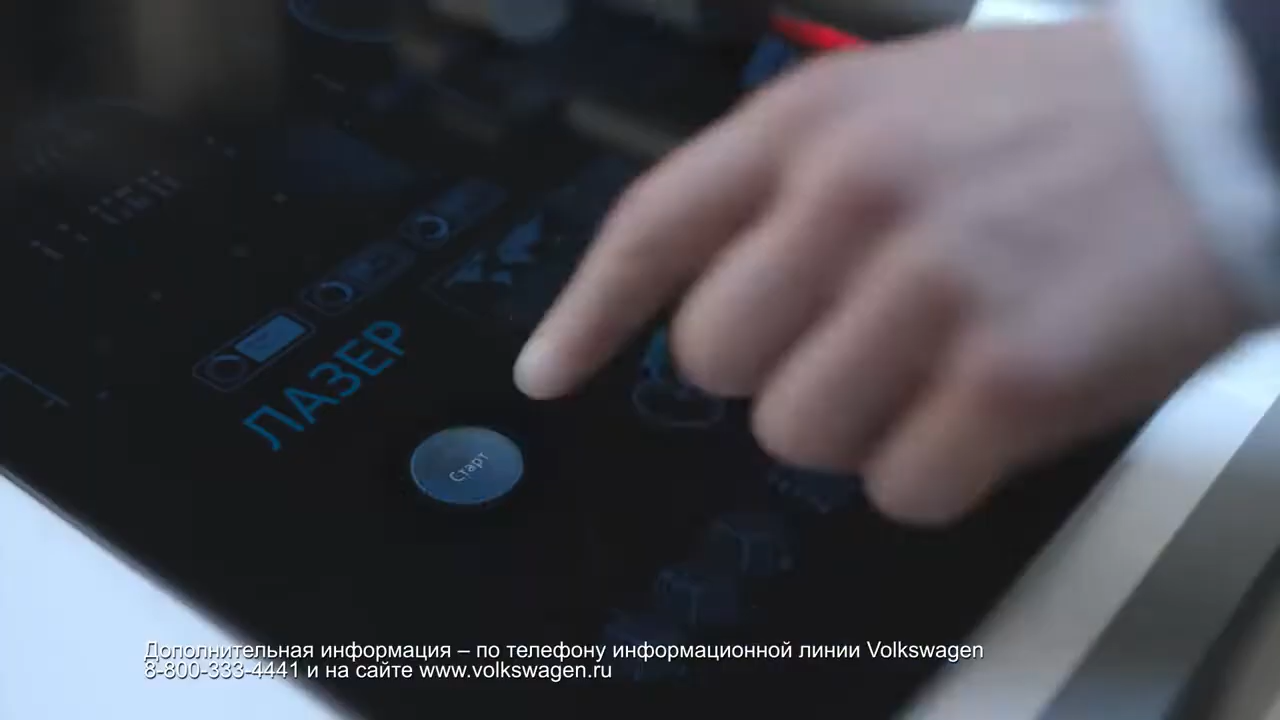 ЛАЗЕР
Старт
Дополнительная информация – по телефону информационной линии Volkswagen
8-800-333-4441 и на сайте www.volkswagen.ru